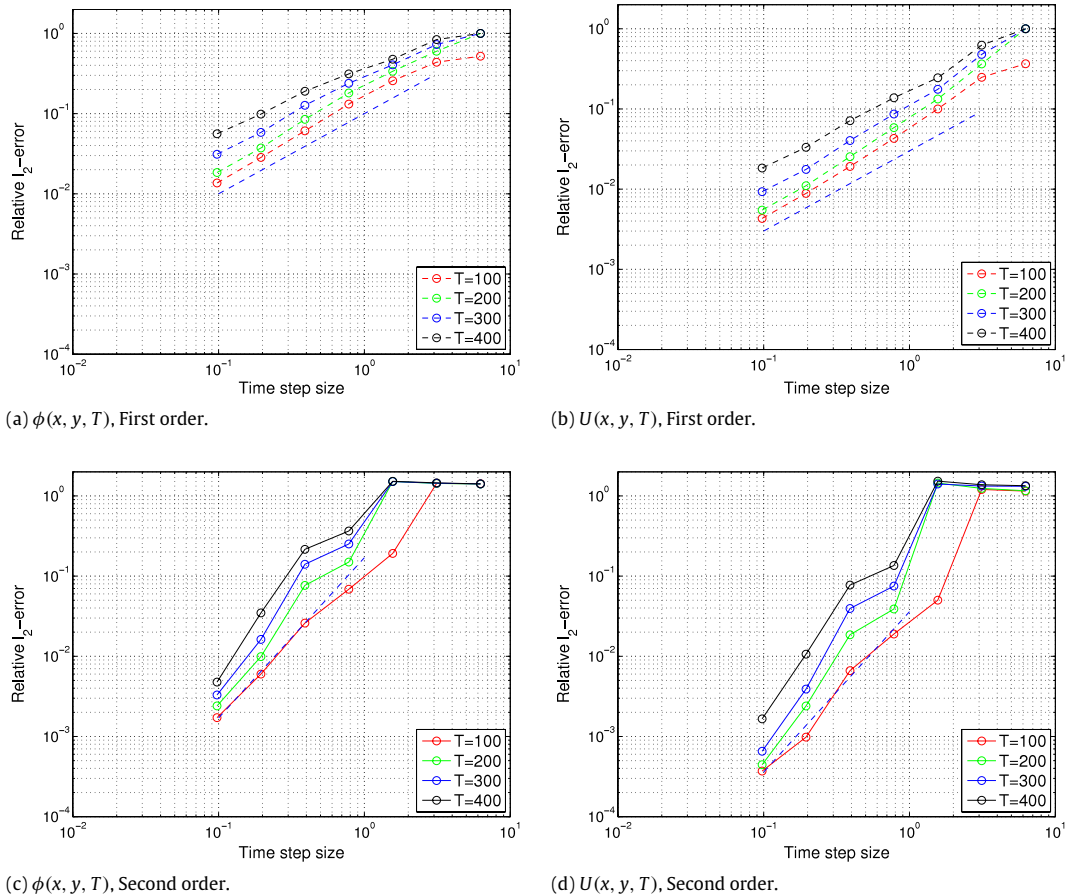 10^0
10^-1
10^-2
10^-3
10^-4
Relative l_2-error
10^-2
10^-1
10^0
10^1
Time step size
T=100
T=200
T=300
T=400
(a) ϕ(x, y, T), First order.
10^0
10^-1
10^-2
10^-3
10^-4
Relative l_2-error
10^-2
10^-1
10^0
10^1
Time step size
T=100
T=200
T=300
T=400
(b) U(x, y, T), First order.
10^0
10^-1
10^-2
10^-3
10^-4
Relative l_2-error
10^-2
10^-1
10^0
10^1
Time step size
T=100
T=200
T=300
T=400
(c) ϕ(x, y, T), Second order.
10^0
10^-1
10^-2
10^-3
10^-4
Relative l_2-error
10^-2
10^-1
10^0
10^1
Time step size
T=100
T=200
T=300
T=400
(d) U(x, y, T), Second order.